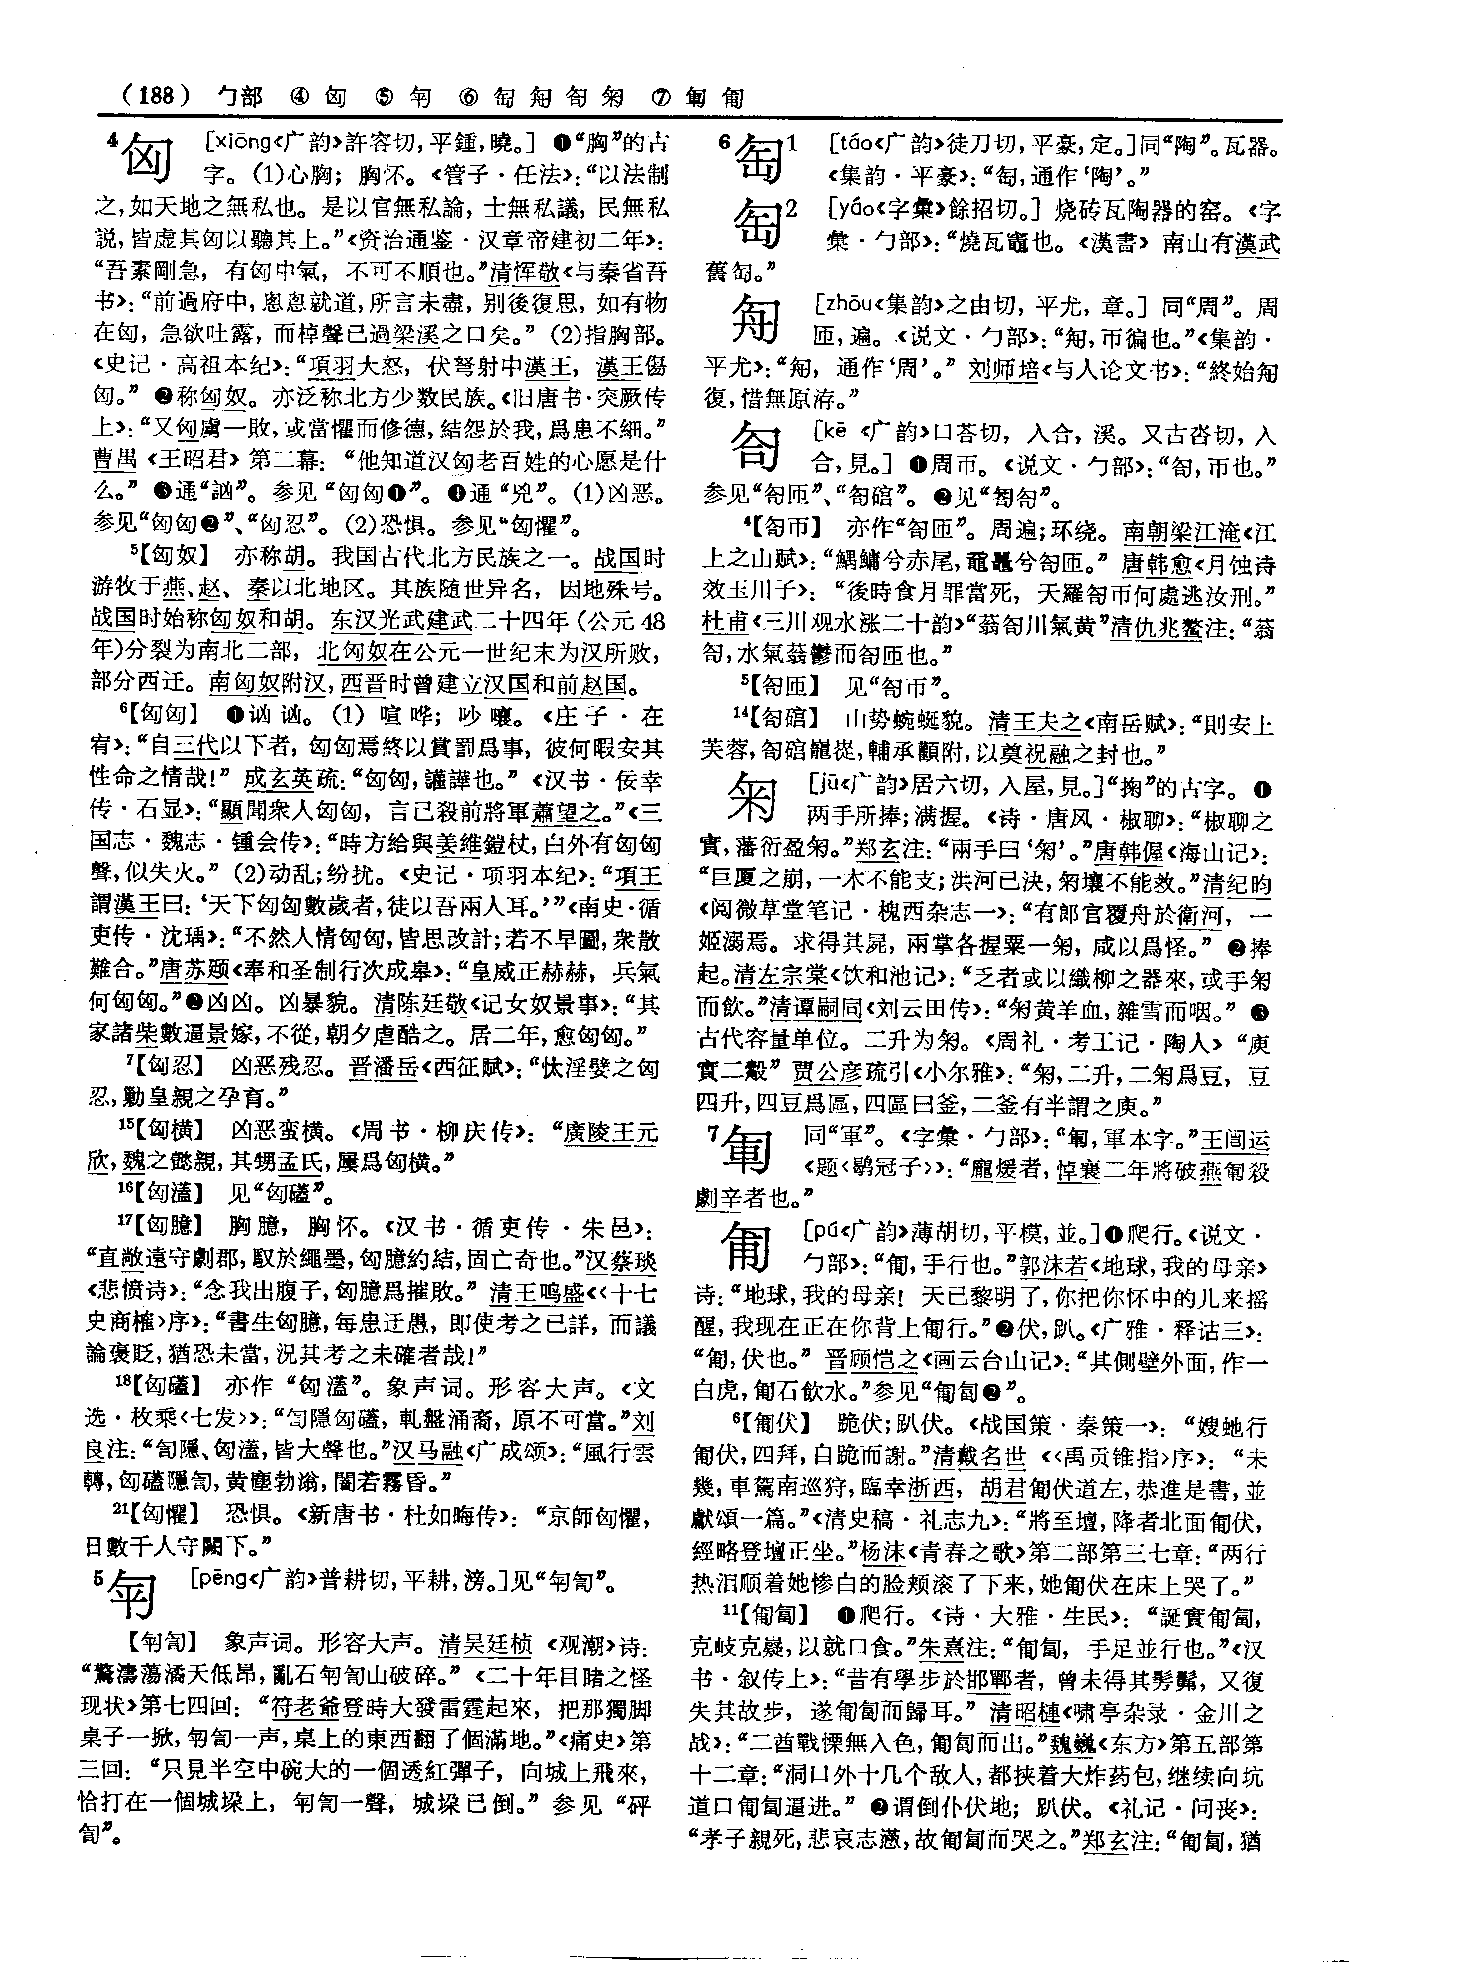 (188) 勹部 ④匈 ⑤匉 ⑥匋匊匌匊 ⑦匍
4匈 [xiōng《广韵》許容切，平鍾，曉。] ❶“胸”的古
字。(1)心胸；胸怀。《管子·任法》：“以法制
之，如天地之無私也。是以官無私論，士無私議，民無私
説，皆虚其匈以聽其上。”《资治通鉴·汉章帝建初二年》：
“吾素剛急，有匈中氣，不可不順也。”清恽敬《与秦省吾
书》：“前過府中，悤悤就道，所言未盡，别後復思，如有物
在匈，急欲吐露，而棹聲已過梁溪之口矣。”(2)指胸部。
《史记·高祖本纪》：“項羽大怒，伏弩射中漢王，漢王傷
匈。” ❷称匈奴。亦泛称北方少数民族。《旧唐书·突厥传
上》：“又匈虜一敗，或當懼而修德，結怨於我，爲患不細。”
曹禺《王昭君》第二幕：“他知道汉匈老百姓的心愿是什
么。” ❸通“訩”。参见“匈匈❶”。❹通“兇”。(1)凶恶。
参见“匈匈❷”、“匈忍”。(2)恐惧。参见“匈懼”。
5【匈奴】 亦称胡。我国古代北方民族之一。战国时
游牧于燕、赵、秦以北地区。其族随世异名，因地殊号。
战国时始称匈奴和胡。东汉光武建武二十四年(公元48
年)分裂为南北二部，北匈奴在公元一世纪末为汉所败，
部分西迁。南匈奴附汉，西晋时曾建立汉国和前赵国。
6【匈匈】 ❶讻讻。(1)喧哗；吵嚷。《庄子·在
宥》：“自三代以下者，匈匈焉終以賞罰爲事，彼何暇安其
性命之情哉！” 成玄英疏：“匈匈，讙譁也。”《汉书·佞幸
传·石显》：“顯聞衆人匈匈，言己殺前將軍蕭望之。”《三
国志·魏志·锺会传》：“時方給與姜維鎧杖，白外有匈匈
聲，似失火。”(2)动乱；纷扰。《史记·项羽本纪》：“項王
謂漢王曰：‘天下匈匈數歲者，徒以吾兩人耳。’”《南史·循
吏传·沈瑀》：“不然人情匈匈，皆思改計；若不早圖，衆散
難合。”唐苏颋《奉和圣制行次成皋》：“皇威正赫赫，兵氣
何匈匈。”❷凶凶。凶暴貌。清陈廷敬《记女奴景事》：“其
家諸柴數逼景嫁，不從，朝夕虐酷之。居二年，愈匈匈。”
7【匈忍】 凶恶残忍。晋潘岳《西征赋》：“忲淫嬖之匈
忍，勦皇親之孕育。”
15【匈横】 凶恶蛮横。《周书·柳庆传》：“廣陵王元
欣，魏之懿親，其甥孟氏，屢爲匈横。”
16【匈溘】 见“匈礚”。
17【匈臆】 胸臆，胸怀。《汉书·循吏传·朱邑》：
“直敞遠守劇郡，馭於繩墨，匈臆約結，固亡奇也。”汉蔡琰
《悲愤诗》：“念我出腹子，匈臆爲摧敗。” 清王鸣盛《〈十七
史商榷〉序》：“書生匈臆，每患迂愚，即使考之已詳，而議
論褒貶，猶恐未當，況其考之未確者哉！”
18【匈礚】 亦作“匈溘”。象声词。形容大声。《文
选·枚乘〈七发〉》：“訇隱匈礚，軋盤涌裔，原不可當。”刘
良注：“訇隱、匈溘，皆大聲也。”汉马融《广成颂》：“風行雲
轉，匈礚隱訇，黄塵勃滃，闇若霧昏。”
21【匈懼】 恐惧。《新唐书·杜如晦传》：“京師匈懼，
日數千人守闕下。”
5匉 [pēng《广韵》普耕切，平耕，滂。]见“匉訇”。
【匉訇】 象声词。形容大声。清吴廷桢《观潮》诗：
“驚濤蕩潏天低昂，亂石匉訇山破碎。”《二十年目睹之怪
现状》第七四回：“符老爺登時大發雷霆起來，把那獨脚
桌子一掀，匉訇一声，桌上的東西翻了個滿地。”《痛史》第
三回：“只見半空中碗大的一個透紅彈子，向城上飛來，
恰打在一個城垛上，匉訇一聲，城垛已倒。”参见“砰
訇”。
6匋1 [táo《广韵》徒刀切，平豪，定。]同“陶”。瓦器。
《集韵·平豪》：“匋，通作‘陶’。”
匋2 [yáo《字彙》餘招切。] 烧砖瓦陶器的窑。《字
彙·勹部》：“燒瓦竈也。《漢書》南山有漢武
舊匋。”
[zhōu《集韵》之由切，平尤，章。] 同“周”。周
匝，遍。《说文·勹部》：“匊，帀徧也。”《集韵·
平尤》：“，通作‘周’。” 刘师培《与人论文书》：“終始
復，惜無原洊。”
匌 [kē《广韵》口荅切，入合，溪。又古沓切，入
合，見。] ❶周帀。《说文·勹部》：“匌，帀也。”
参见“匌匝”、“匌磍”。❷见“匒匌”。
4【匌帀】 亦作“匌匝”。周遍；环绕。南朝梁江淹《江
上之山赋》：“鰅鱅兮赤尾，黿鼉兮匌匝。” 唐韩愈《月蚀诗
效玉川子》：“後時食月罪當死，天羅匌帀何處逃汝刑。”
杜甫《三川观水涨二十韵》“蓊匌川氣黄”清仇兆鳌注：“蓊
匌，水氣蓊鬱而匌匝也。”
5【匌匝】 见“匌帀”。
14【匌】 山势蜿蜒貌。清王夫之《南岳赋》：“則安上
芙蓉，匌巃嵸，輔承顴附，以奠祝融之封也。”
匊 [jū《广韵》居六切，入屋，見。]“掬”的古字。❶
两手所捧；满握。《诗·唐风·椒聊》：“椒聊之
實，蕃衍盈匊。”郑玄注：“兩手曰‘匊’。”唐韩偓《海山记》：
“巨厦之崩，一木不能支；洪河已決，匊壤不能救。”清纪昀
《阅微草堂笔记·槐西杂志一》：“有郎官覆舟於衛河，一
姬溺焉。求得其屍，兩掌各握粟一匊，咸以爲怪。” ❷捧
起。清左宗棠《饮和池记》：“乏者或以織柳之器來，或手匊
而飲。”清谭嗣同《刘云田传》：“匊黄羊血，雜雪而咽。” ❸
古代容量单位。二升为匊。《周礼·考工记·陶人》“庾
實二觳” 贾公彦疏引《小尔雅》：“匊，二升，二匊爲豆，豆
四升，四豆爲區，四區曰釜，二釜有半謂之庾。”
7 同“軍”。《字彙·勹部》：“，軍本字。”王闿运
《题〈鹖冠子〉》：“龐煖者，悼襄二年將破燕殺
劇辛者也。”
匍 [pú《广韵》薄胡切，平模，並。]❶爬行。《说文·
勹部》：“匍，手行也。”郭沫若《地球，我的母亲》
诗：“地球，我的母亲！天已黎明了，你把你怀中的儿来摇
醒，我现在正在你背上匍行。”❷伏，趴。《广雅·释诂三》：
“匍，伏也。” 晋顾恺之《画云台山记》：“其側壁外面，作一
白虎，匍石飲水。”参见“匍匐❷”。
6【匍伏】 跪伏；趴伏。《战国策·秦策一》：“嫂虵行
匍伏，四拜，自跪而謝。”清戴名世《〈禹贡锥指〉序》：“未
幾，車駕南巡狩，臨幸浙西，胡君匍伏道左，恭進是書，並
獻頌一篇。”《清史稿·礼志九》：“將至壇，降者北面匍伏，
經略登壇正坐。”杨沫《青春之歌》第二部第三七章：“两行
热泪顺着她惨白的脸颊滚了下来，她匍伏在床上哭了。”
11【匍匐】 ❶爬行。《诗·大雅·生民》：“誕實匍匐，
克岐克嶷，以就口食。”朱熹注：“匍匐，手足並行也。”《汉
书·叙传上》：“昔有學步於邯鄲者，曾未得其髣髴，又復
失其故步，遂匍匐而歸耳。” 清昭槤《啸亭杂录·金川之
战》：“二酋戰慄無人色，匍匐而出。”魏巍《东方》第五部第
十二章：“洞口外十几个敌人，都挟着大炸药包，继续向坑
道口匍匐逼进。” ❷谓倒仆伏地；趴伏。《礼记·问丧》：
“孝子親死，悲哀志懣，故匍匐而哭之。”郑玄注：“匍匐，猶